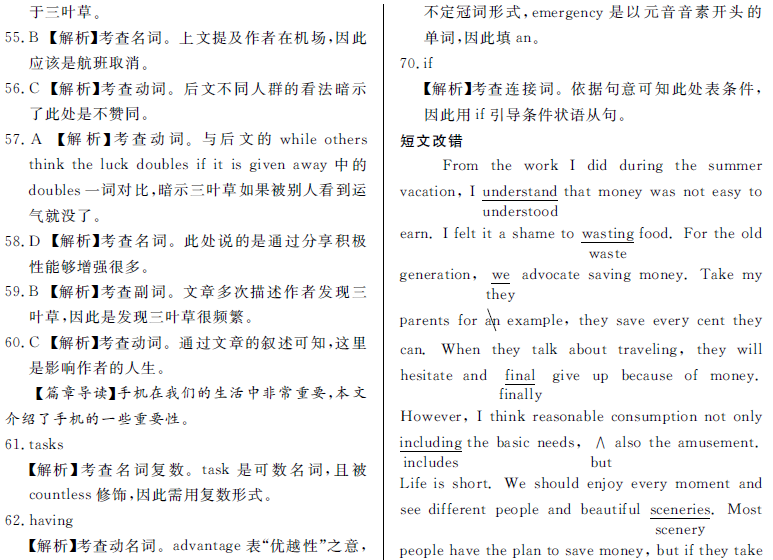 于三叶草。
55. B 【解析】考查名词。上文提及作者在机场,因此
应该是航班取消。
56. C 【解析】考查动词。后文不同人群的看法暗示
了此处是不赞同。
57. A 【解析】考查动词。与后文的 while others
think the luck doubles if it is given away 中的
doubles 一词对比,暗示三叶草如果被别人看到运
气就没了。
58. D 【解析】考查名词。此处说的是通过分享积极
性能够增强很多。
59. B 【解析】考查副词。文章多次描述作者发现三
叶草,因此是发现三叶草很频繁。
60. C 【解析】考查动词。通过文章的叙述可知,这里
是影响作者的人生。
【篇章导读】手机在我们的生活中非常重要,本文
介绍了手机的一些重要性。
61. tasks
【解析】考查名词复数。task 是可数名词,且被
countless 修饰,因此需用复数形式。
62. having
【解析】考查动名词。advantage 表“优越性”之意,
不定冠词形式,emergency 是以元音音素开头的
单词,因此填 an。
70. if
【解析】考查连接词。依据句意可知此处表条件,
因此用 if 引导条件状语从句。
短文改错
From the work I did during the summer
vacation, I understand that money was not easy to
understood
earn. I felt it a shame to wasting food. For the old
waste
generation, we advocate saving money. Take my
they
parents for an example, they save every cent they
can. When they talk about traveling, they will
hesitate and final give up because of money.
finally
However, I think reasonable consumption not only
including the basic needs, ∧ also the amusement.
includes but
Life is short. We should enjoy every moment and
see different people and beautiful sceneries. Most
scenery
people have the plan to save money, but if they take